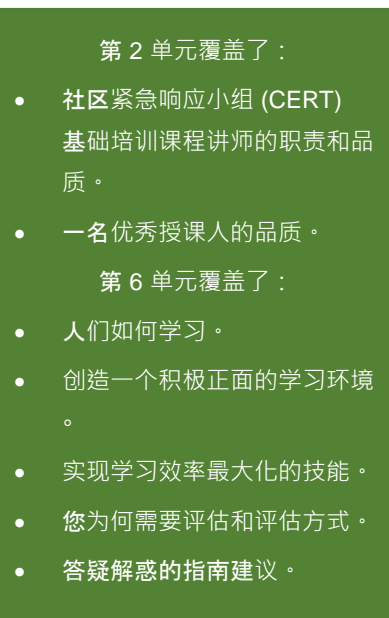 第 2 单元覆盖了：
• 社区紧急响应小组 (CERT)
基础培训课程讲师的职责和品
质。
• 一名优秀授课人的品质。
第 6 单元覆盖了：
• 人们如何学习。
• 创造一个积极正面的学习环境
。
• 实现学习效率最大化的技能。
• 您为何需要评估和评估方式。
• 答疑解惑的指南建议。